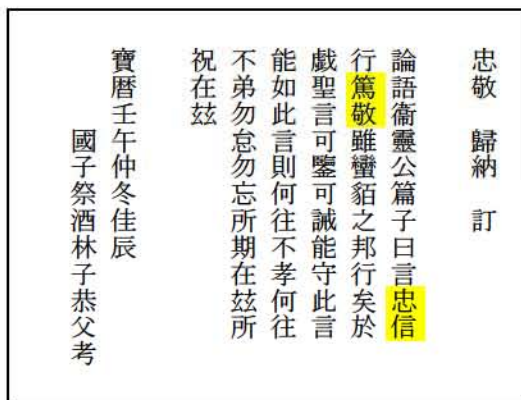 忠敬　歸納　訂
論語衞靈公篇子曰言忠信
行篤敬雖蠻貊之邦行矣於
戲聖言可鑒可誡能守此言
能如此言則何往不孝何往
不弟勿怠勿忘所期在玆所
祝在玆
寶暦壬午仲冬佳辰
國子祭酒林子恭父考